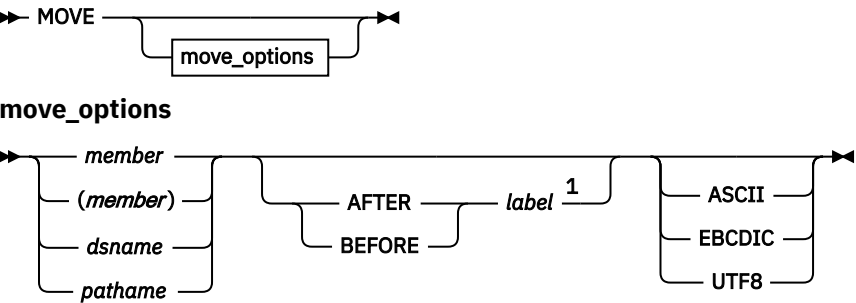 MOVE
move_options
move_options
member
(member)
dsname
pathame
AFTER
BEFORE
label
1
ASCII
EBCDIC
UTF8